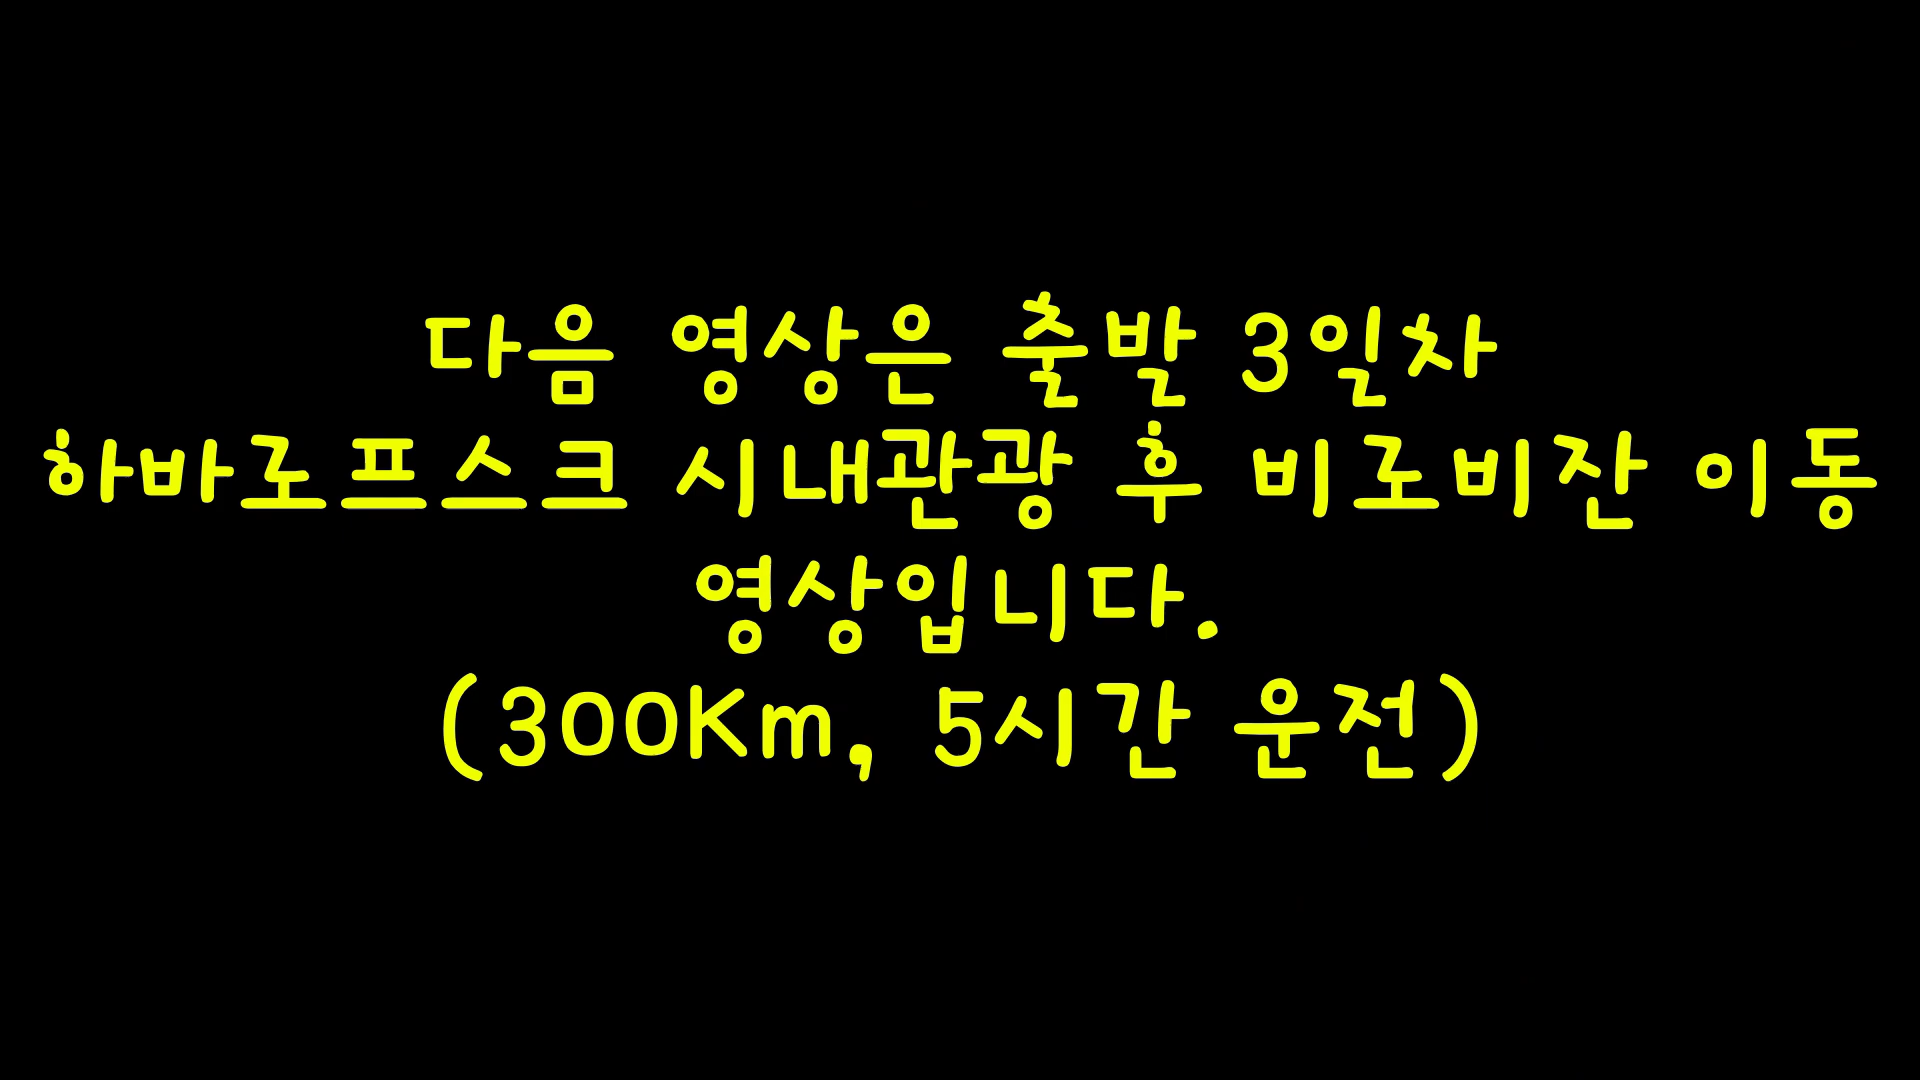 다음 영상은 출발 3일차
하바로프스크 시내관광 후 비로비잔 이동
영상입니다.
(300Km, 5시간 운전)